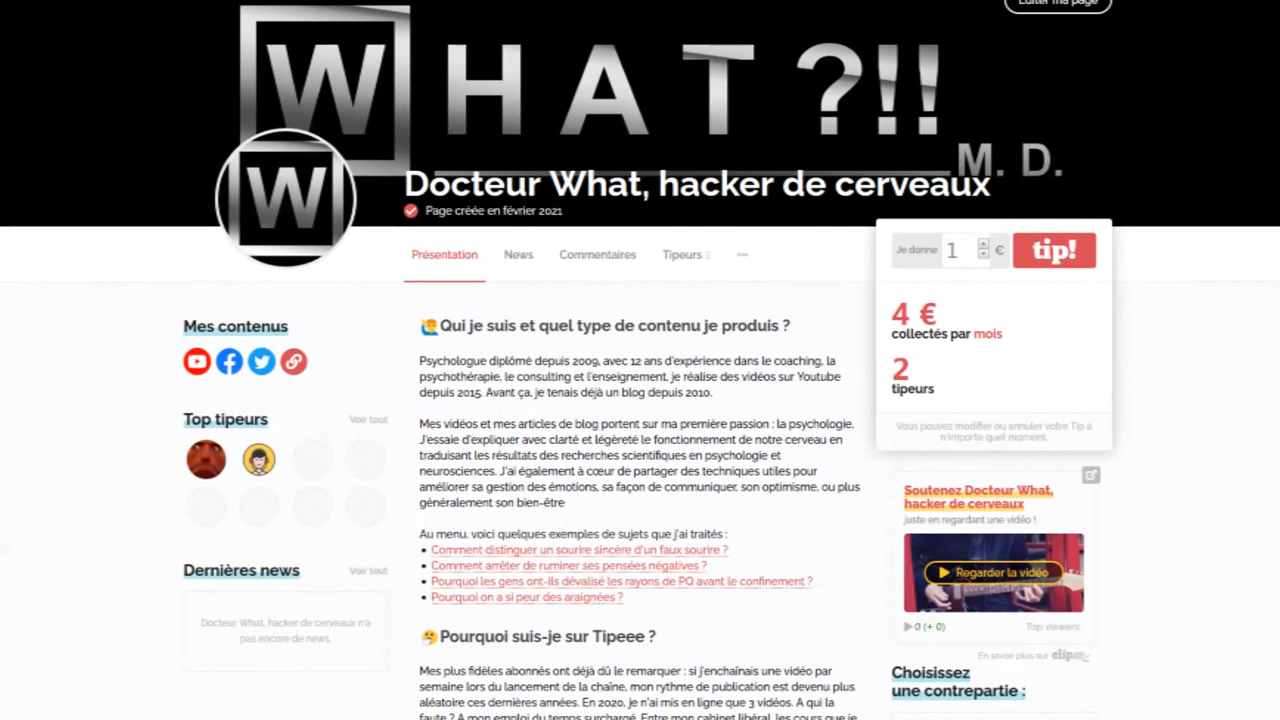 Editer ma page
WHAT ?!!
M. D.
W
Docteur What, hacker de cerveaux
Page créée en février 2021
Présentation News Commentaires Tipeurs 2 ···
Je donne 1 € tip!
4 €
collectés par mois
2
tipeurs
Vous pouvez modifier ou annuler votre Tip à
n'importe quel moment.
Mes contenus
Top tipeurs Voir tout
Dernières news Voir tout
Docteur What, hacker de cerveaux n'a
pas encore de news.
Qui je suis et quel type de contenu je produis ?
Psychologue diplômé depuis 2009, avec 12 ans d'expérience dans le coaching, la
psychothérapie, le consulting et l'enseignement, je réalise des vidéos sur Youtube
depuis 2015. Avant ça, je tenais déjà un blog depuis 2010.
Mes vidéos et mes articles de blog portent sur ma première passion : la psychologie.
J'essaie d'expliquer avec clarté et légèreté le fonctionnement de notre cerveau en
traduisant les résultats des recherches scientifiques en psychologie et
neurosciences. J'ai également à cœur de partager des techniques utiles pour
améliorer sa gestion des émotions, sa façon de communiquer, son optimisme, ou plus
généralement son bien-être
Au menu, voici quelques exemples de sujets que j'ai traités :
• Comment distinguer un sourire sincère d'un faux sourire ?
• Comment arrêter de ruminer ses pensées négatives ?
• Pourquoi les gens ont-ils dévalisé les rayons de PQ avant le confinement ?
• Pourquoi on a si peur des araignées ?
Pourquoi suis-je sur Tipeee ?
Mes plus fidèles abonnés ont déjà dû le remarquer : si j'enchaînais une vidéo par
semaine lors du lancement de la chaîne, mon rythme de publication est devenu plus
aléatoire ces dernières années. En 2020, je n'ai mis en ligne que 3 vidéos. A qui la
faute ? A mon emploi du temps surchargé. Entre mon cabinet libéral, les cours que je
Soutenez Docteur What,
hacker de cerveaux
juste en regardant une vidéo !
Regarder la vidéo
0 (+ 0) Top viewers
En savoir plus sur
Choisissez
une contrepartie :